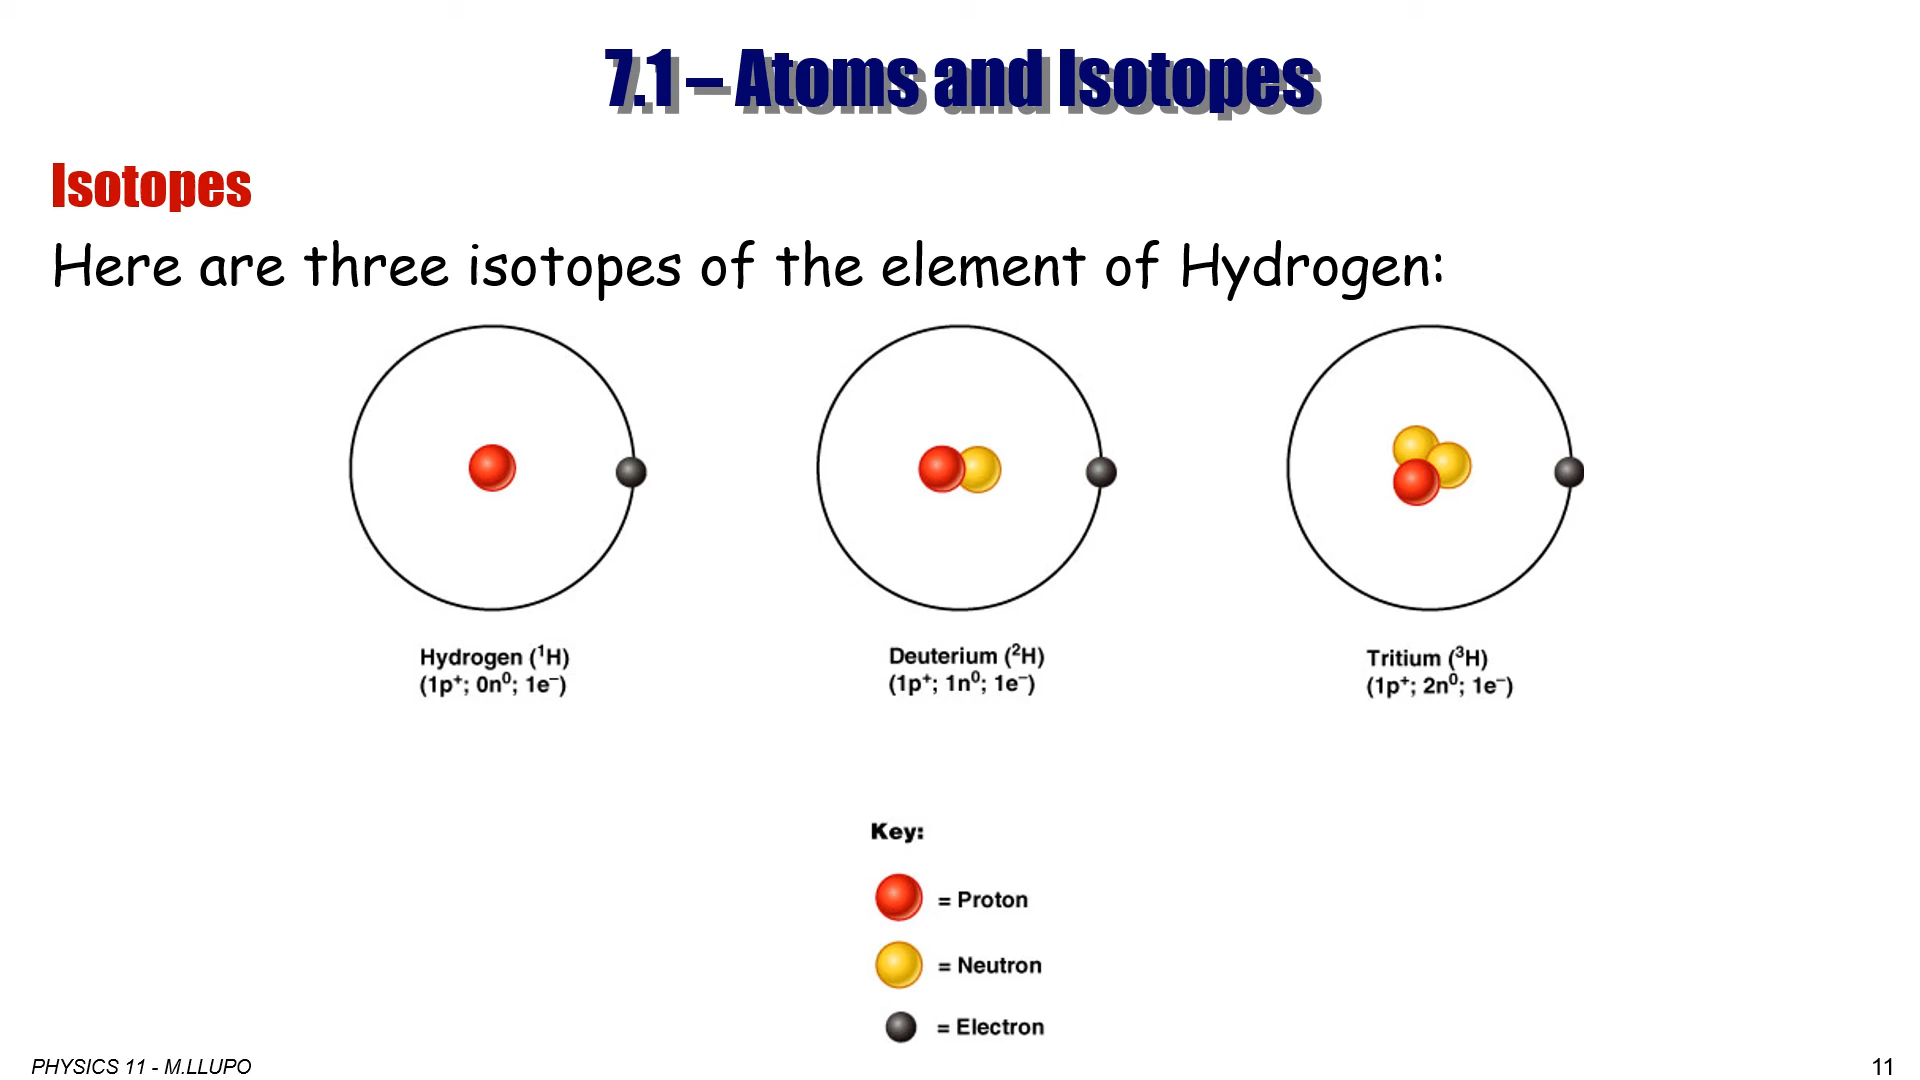 7.1 – Atoms and Isotopes
Isotopes
Here are three isotopes of the element of Hydrogen:
Hydrogen (¹H)
(1p⁺; 0n⁰; 1e⁻)
Deuterium (²H)
(1p⁺; 1n⁰; 1e⁻)
Tritium (³H)
(1p⁺; 2n⁰; 1e⁻)
Key:
= Proton
= Neutron
= Electron
PHYSICS 11 - M.LLUPO
11